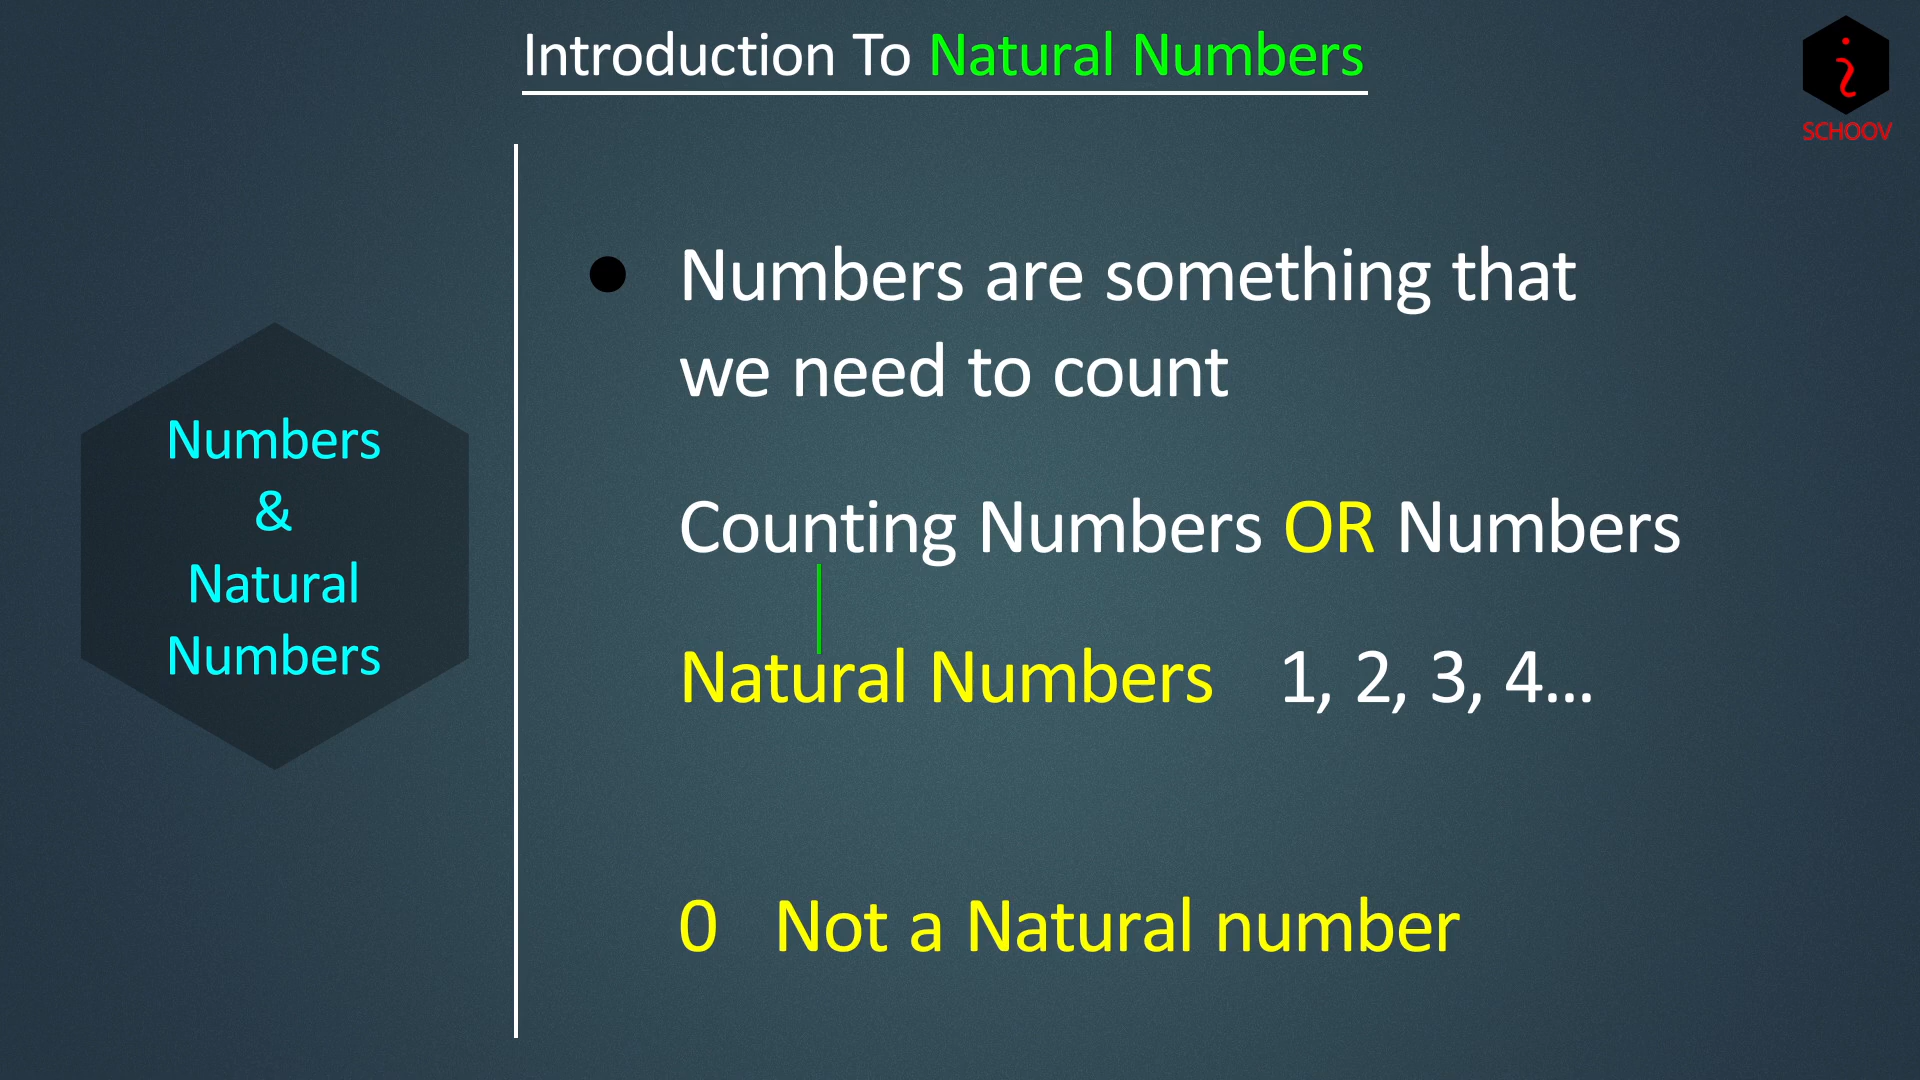 Introduction To Natural Numbers
SCHOOV
Numbers
&
Natural
Numbers
● Numbers are something that
we need to count
Counting Numbers OR Numbers
Natural Numbers 1, 2, 3, 4...
0 Not a Natural number